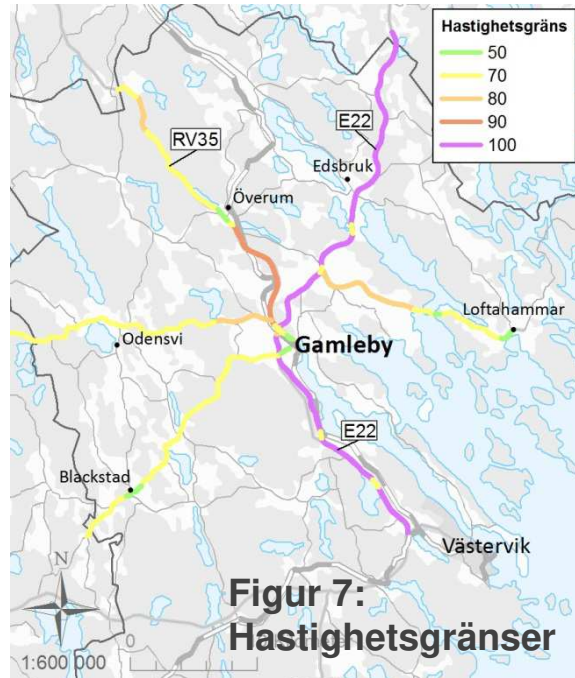 Hastighetsgräns
50
70
80
90
100
E22
RV35
Edsbruk
Överum
Loftahammar
Odensvi
Gamleby
E22
Blackstad
Västervik
N
Figur 7:
Hastighetsgränser
0
1:600 000